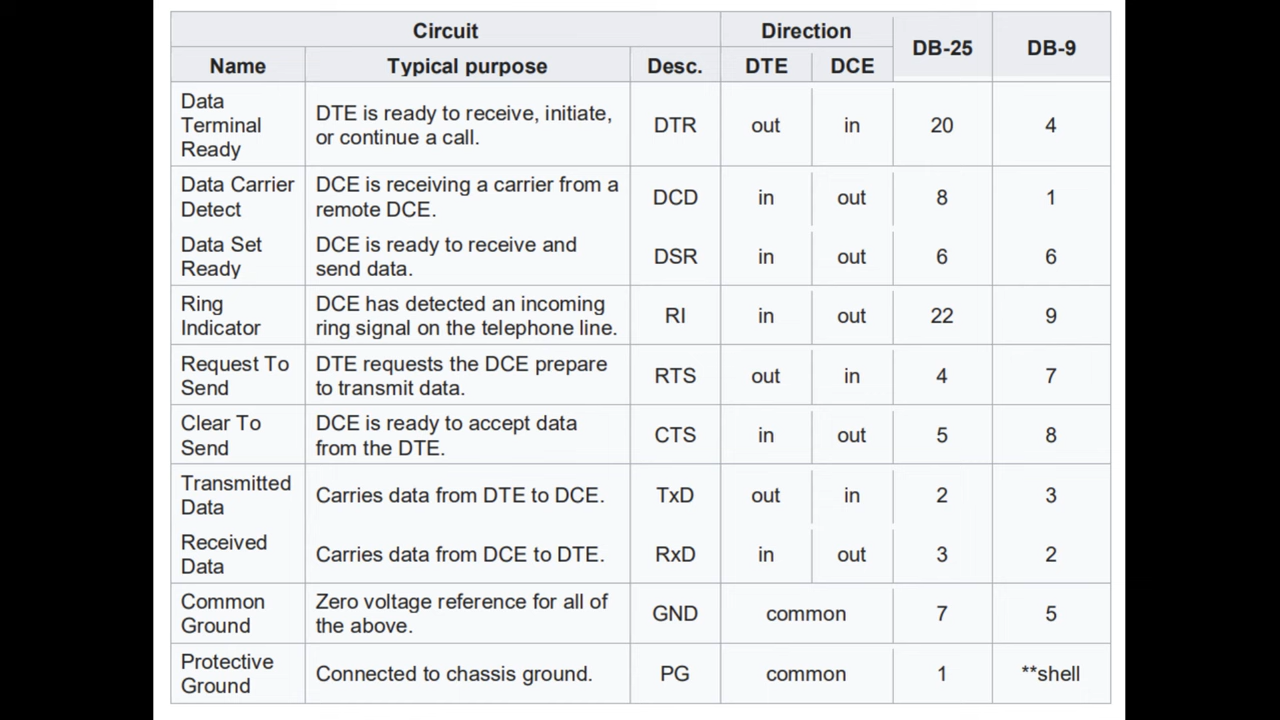 Circuit Direction DB-25 DB-9
Name Typical purpose Desc. DTE DCE
Data
Terminal
Ready
DTE is ready to receive, initiate,
or continue a call.
DTR out in 20 4
Data Carrier
Detect
DCE is receiving a carrier from a
remote DCE.
DCD in out 8 1
Data Set
Ready
DCE is ready to receive and
send data.
DSR in out 6 6
Ring
Indicator
DCE has detected an incoming
ring signal on the telephone line.
RI in out 22 9
Request To
Send
DTE requests the DCE prepare
to transmit data.
RTS out in 4 7
Clear To
Send
DCE is ready to accept data
from the DTE.
CTS in out 5 8
Transmitted
Data
Carries data from DTE to DCE.
TxD out in 2 3
Received
Data
Carries data from DCE to DTE.
RxD in out 3 2
Common
Ground
Zero voltage reference for all of
the above.
GND common 7 5
Protective
Ground
Connected to chassis ground.
PG common 1 **shell